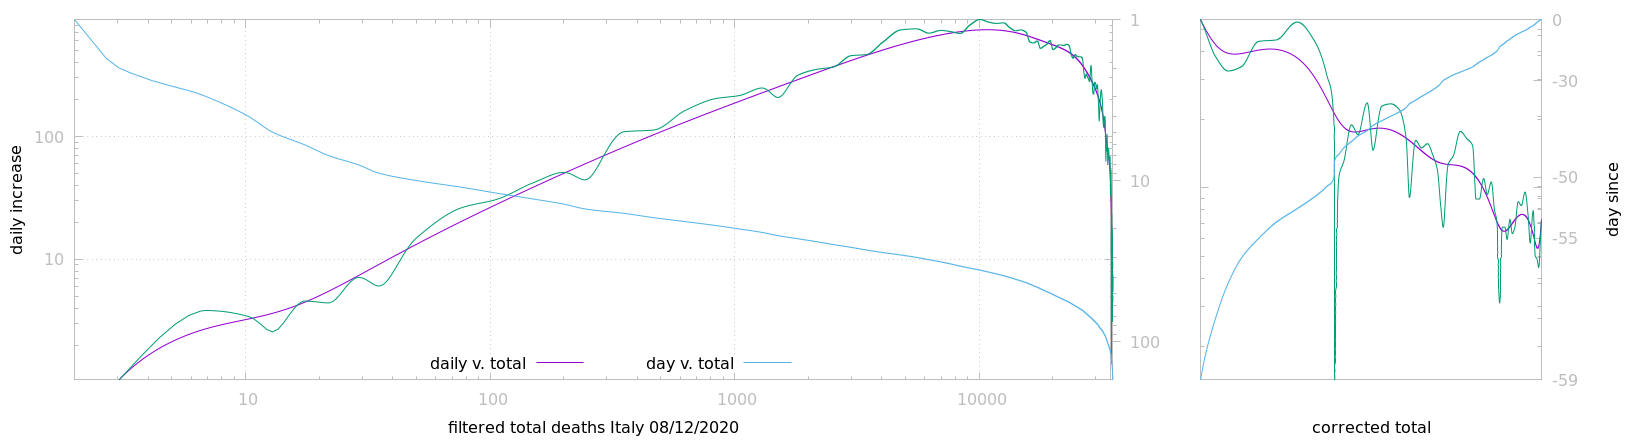 daily increase
100
10
10
100
1000
10000
1
10
100
daily v. total
day v. total
filtered total deaths Italy 08/12/2020
0
-30
-50
-55
-59
day since
corrected total